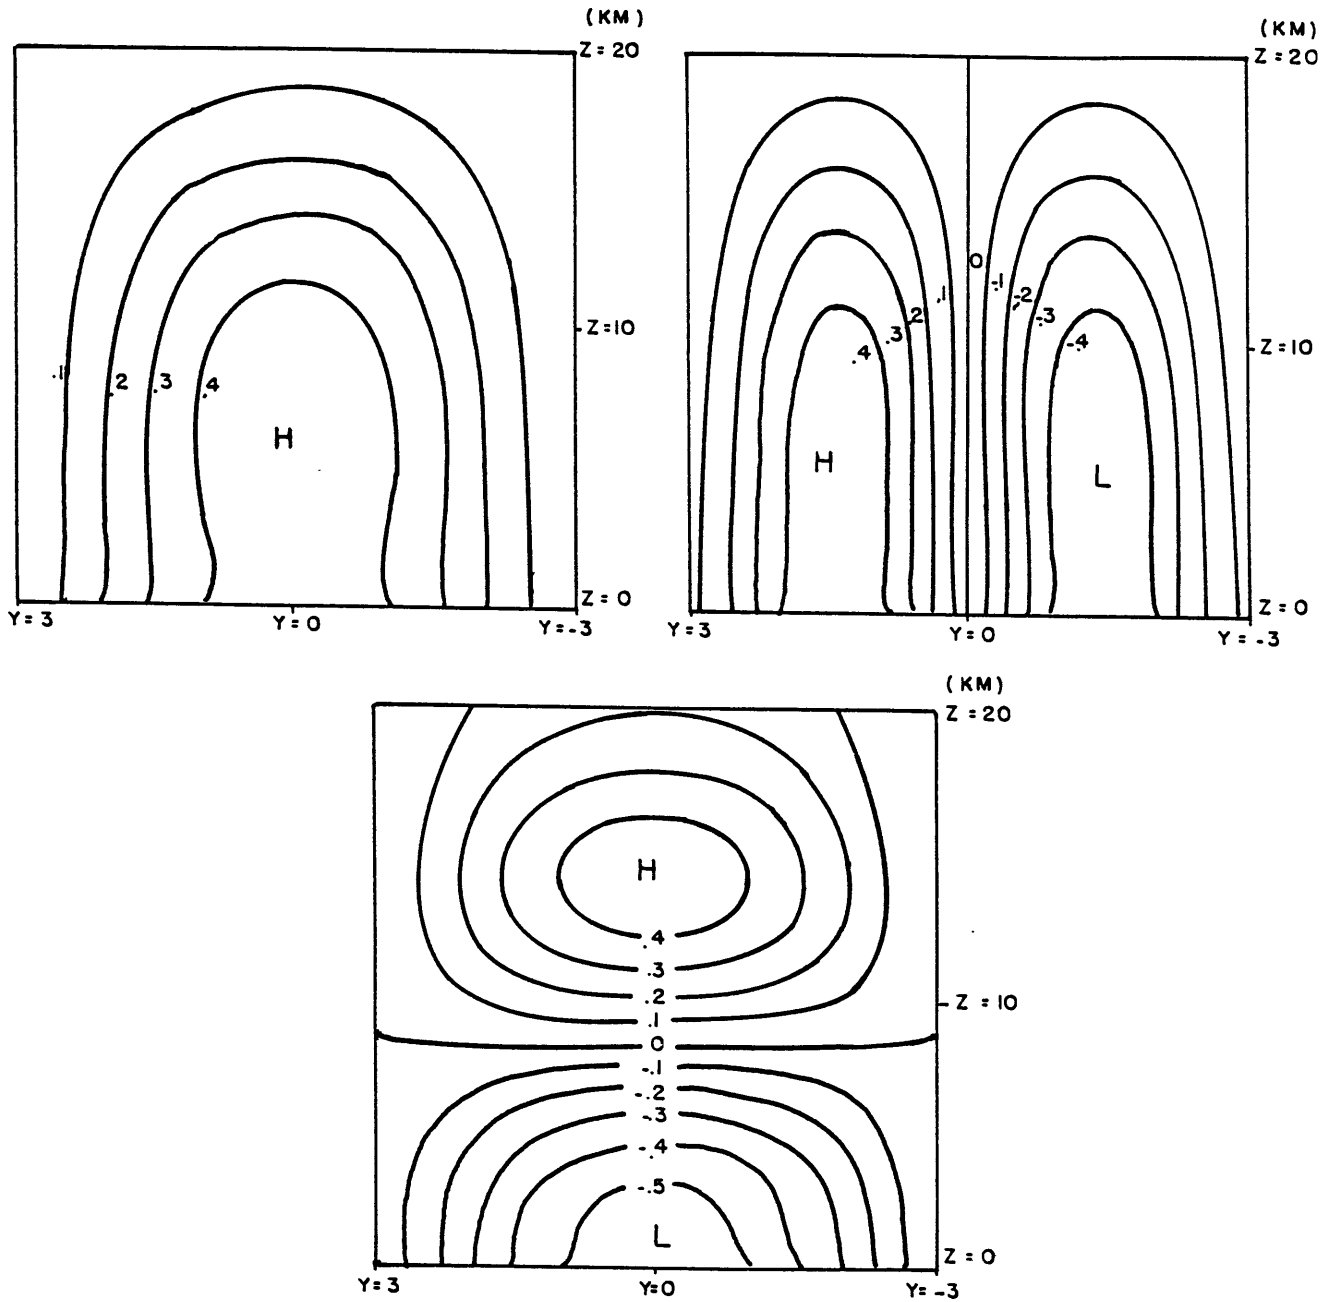 (KM)
Z=20
.1
.2
.3
.4
H
Z=10
Z=0
Y=3
Y=0
Y=-3
(KM)
Z=20
0
.1
.2
.3
.4
-.1
-.2
-.3
-.4
H
L
Z=10
Z=0
Y=3
Y=0
Y=-3
(KM)
Z=20
H
.4
.3
.2
.1
0
-.1
-.2
-.3
-.4
-.5
L
Z=10
Z=0
Y=3
Y=0
Y=-3